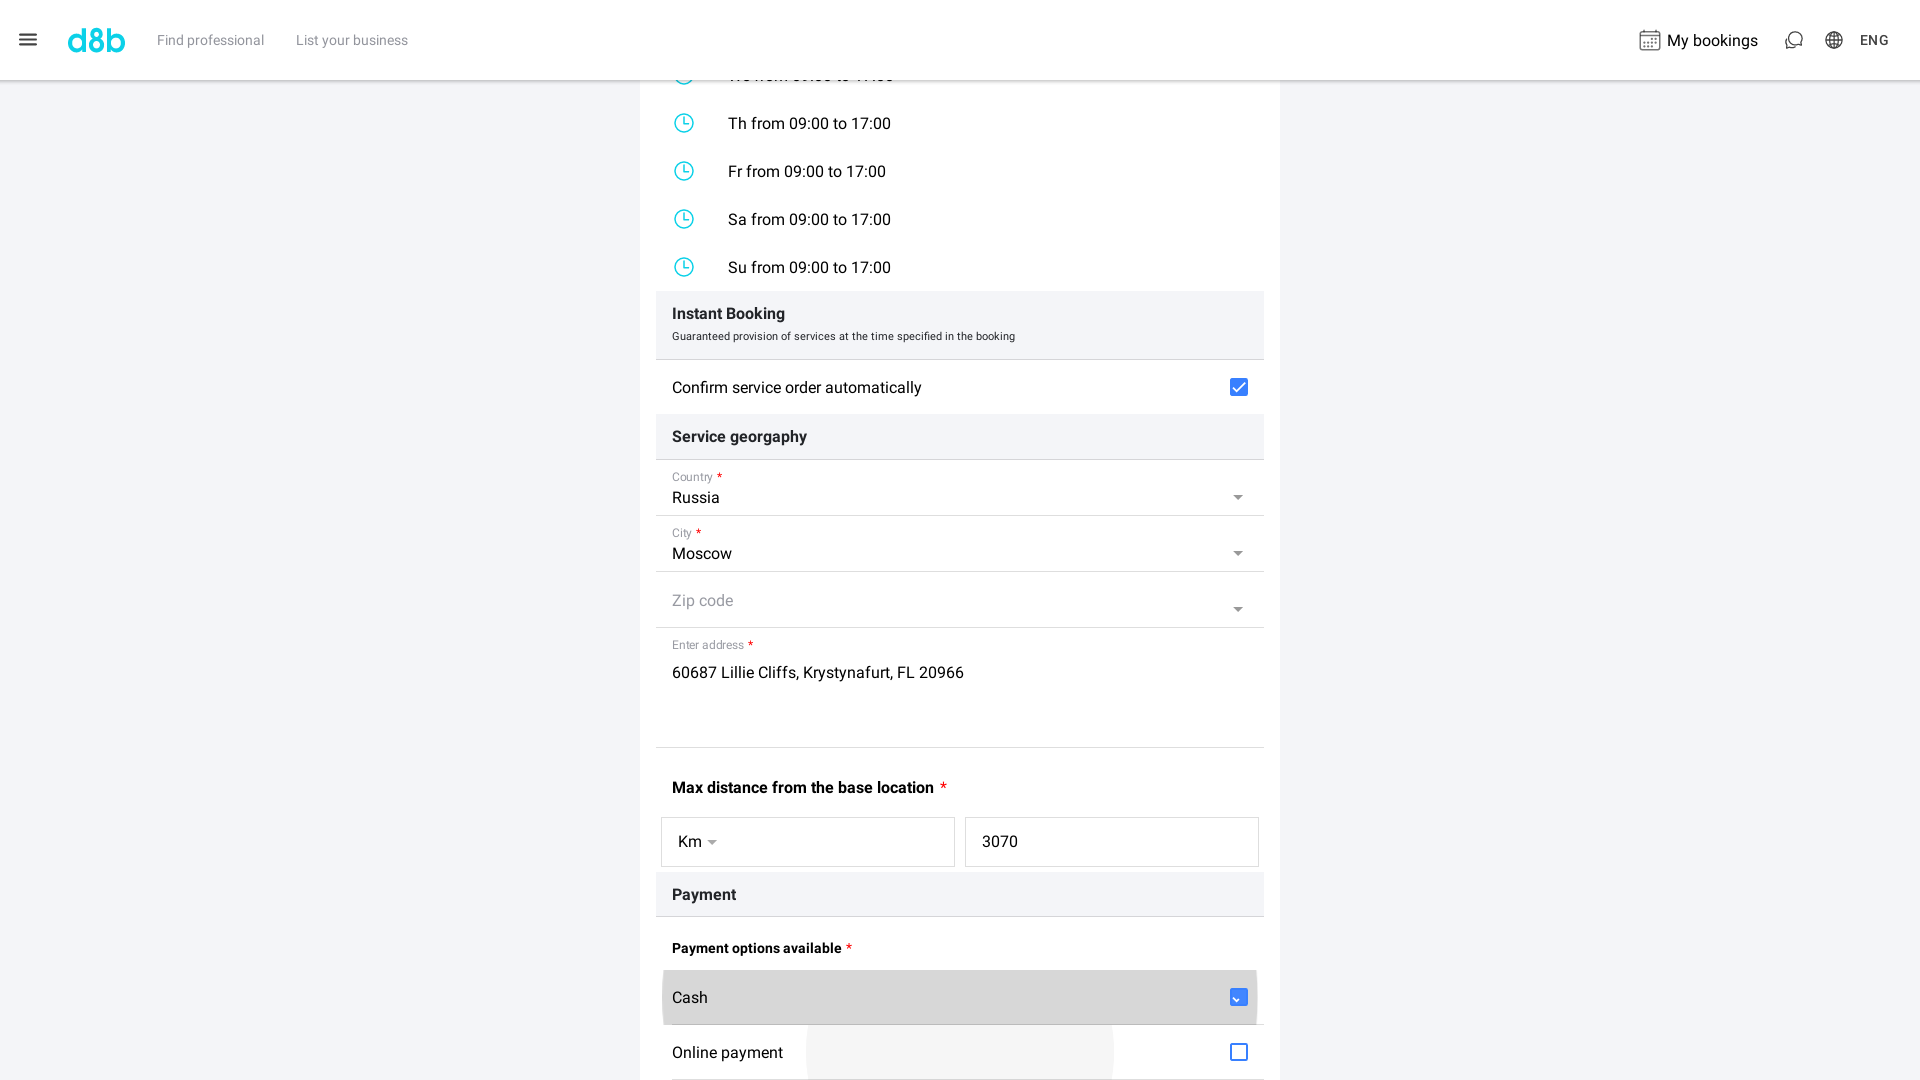 d8b
Find professional
List your business
My bookings
ENG
Th from 09:00 to 17:00
Fr from 09:00 to 17:00
Sa from 09:00 to 17:00
Su from 09:00 to 17:00
Instant Booking
Guaranteed provision of services at the time specified in the booking
Confirm service order automatically
Service georgaphy
Country *
Russia
City *
Moscow
Zip code
Enter address *
60687 Lillie Cliffs, Krystynafurt, FL 20966
Max distance from the base location *
Km
3070
Payment
Payment options available *
Cash
Online payment